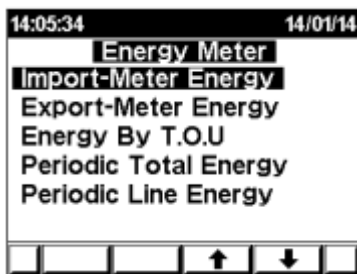 14:05:34 14/01/14
Energy Meter
Import-Meter Energy
Export-Meter Energy
Energy By T.O.U
Periodic Total Energy
Periodic Line Energy